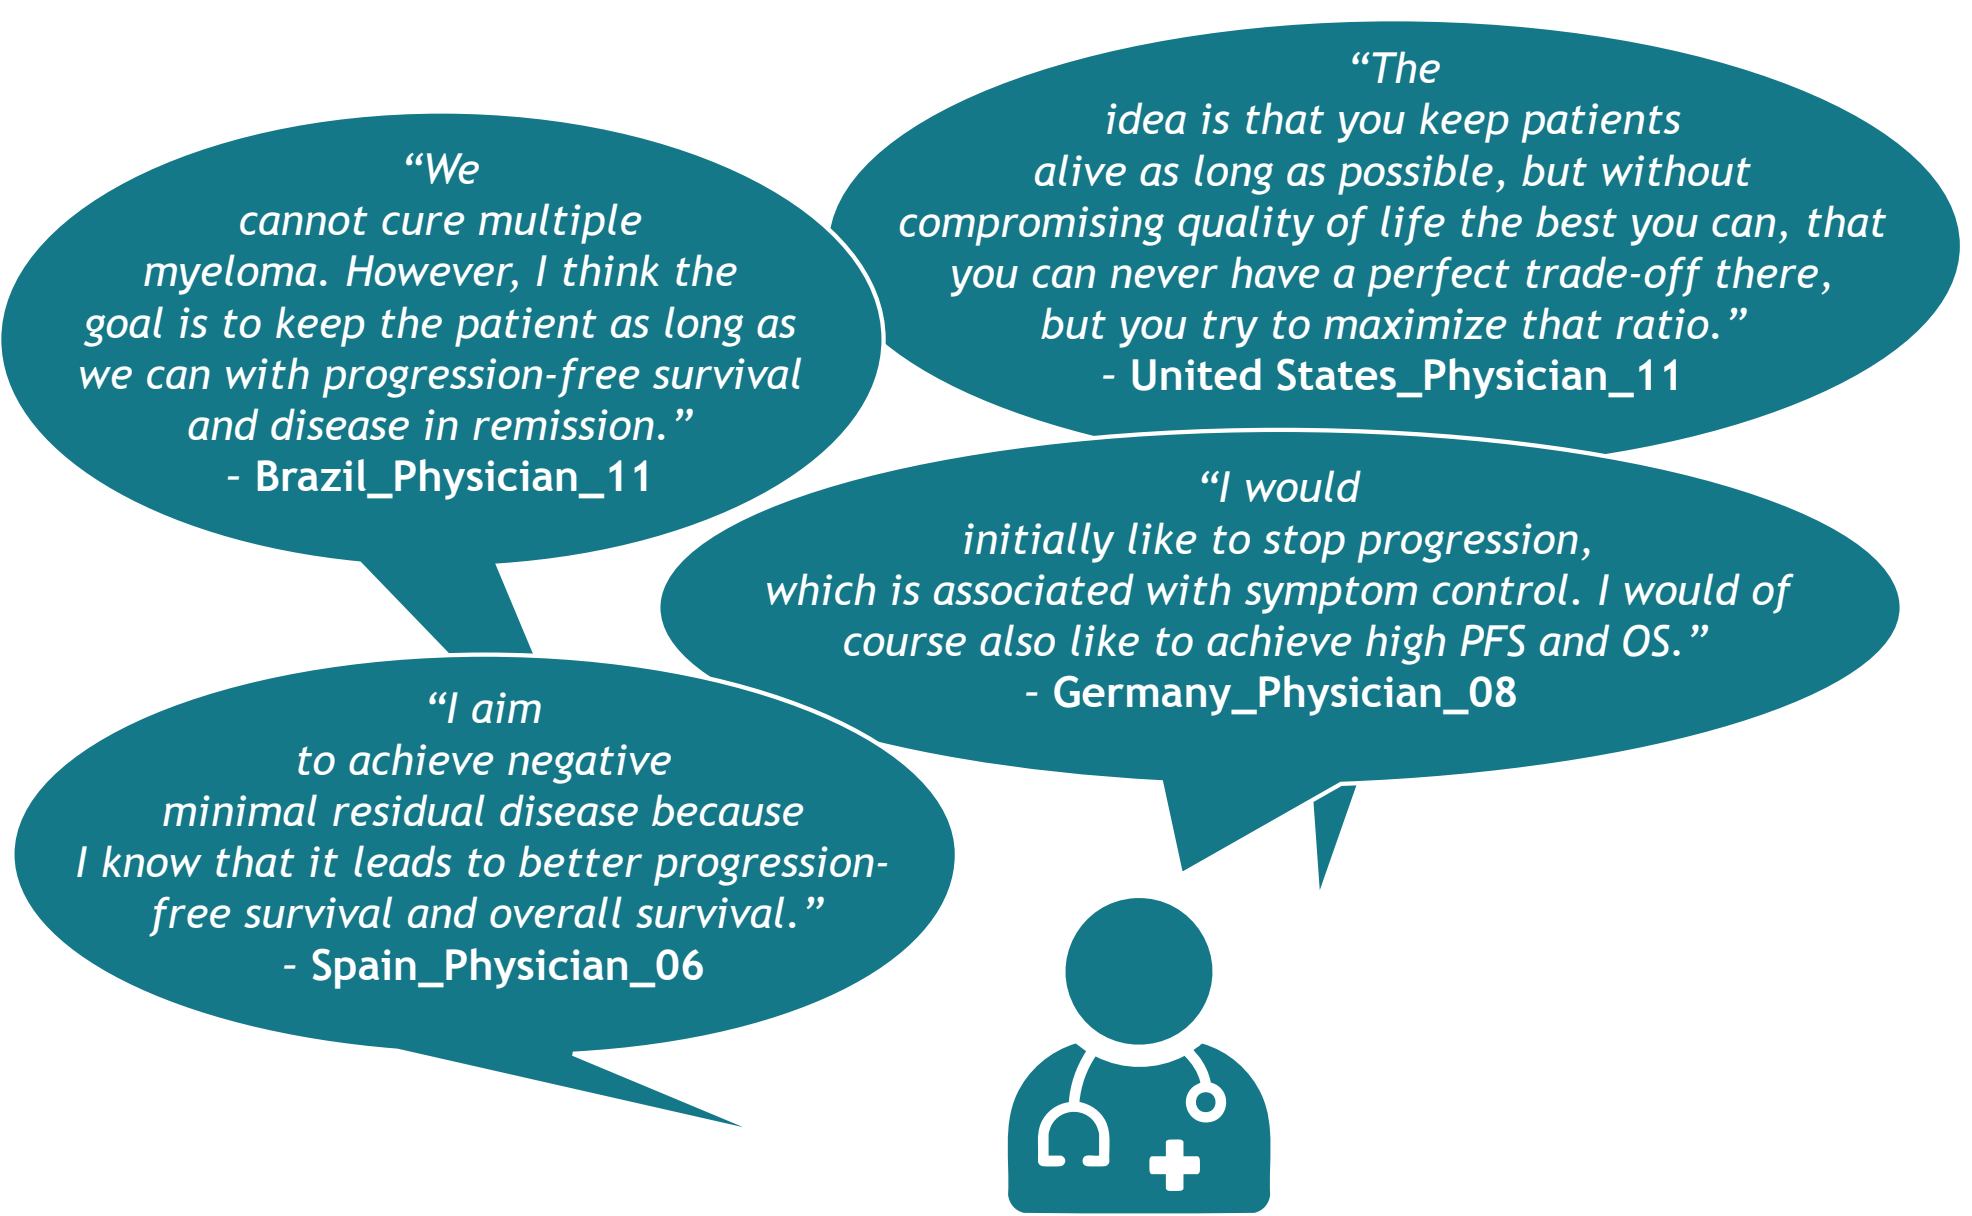 “We
cannot cure multiple
myeloma. However, I think the
goal is to keep the patient as long as
we can with progression-free survival
and disease in remission.”
– Brazil_Physician_11
“The
idea is that you keep patients
alive as long as possible, but without
compromising quality of life the best you can, that
you can never have a perfect trade-off there,
but you try to maximize that ratio.”
– United States_Physician_11
“I would
initially like to stop progression,
which is associated with symptom control. I would of
course also like to achieve high PFS and OS.”
– Germany_Physician_08
“I aim
to achieve negative
minimal residual disease because
I know that it leads to better progression-
free survival and overall survival.”
– Spain_Physician_06